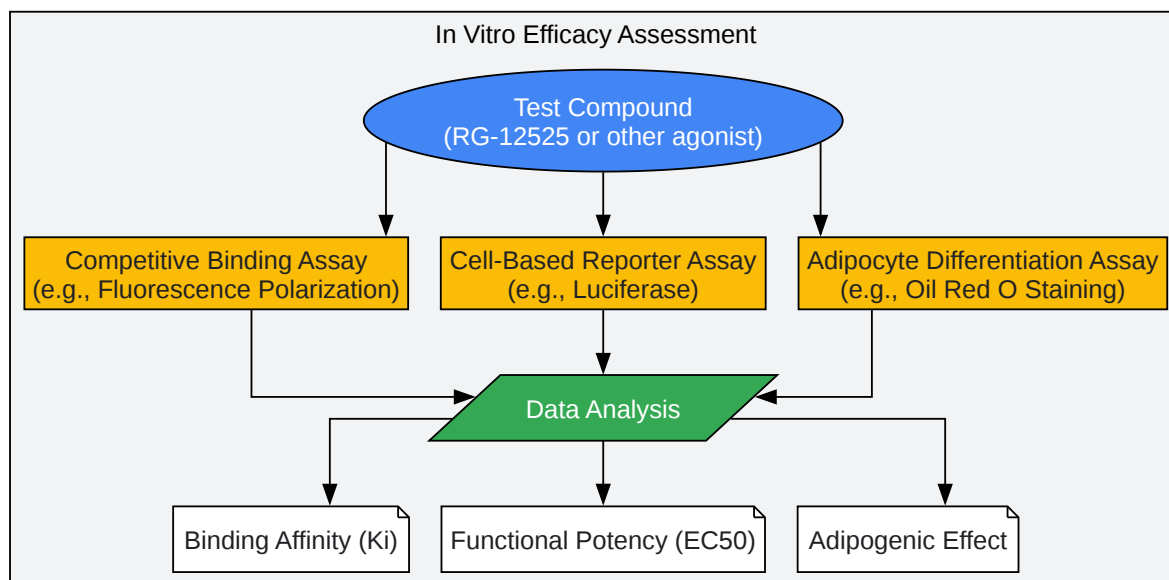 In Vitro Efficacy Assessment
Test Compound
(RG-12525 or other agonist)
Competitive Binding Assay
(e.g., Fluorescence Polarization)
Cell-Based Reporter Assay
(e.g., Luciferase)
Adipocyte Differentiation Assay
(e.g., Oil Red O Staining)
Data Analysis
Binding Affinity (Ki)
Functional Potency (EC50)
Adipogenic Effect